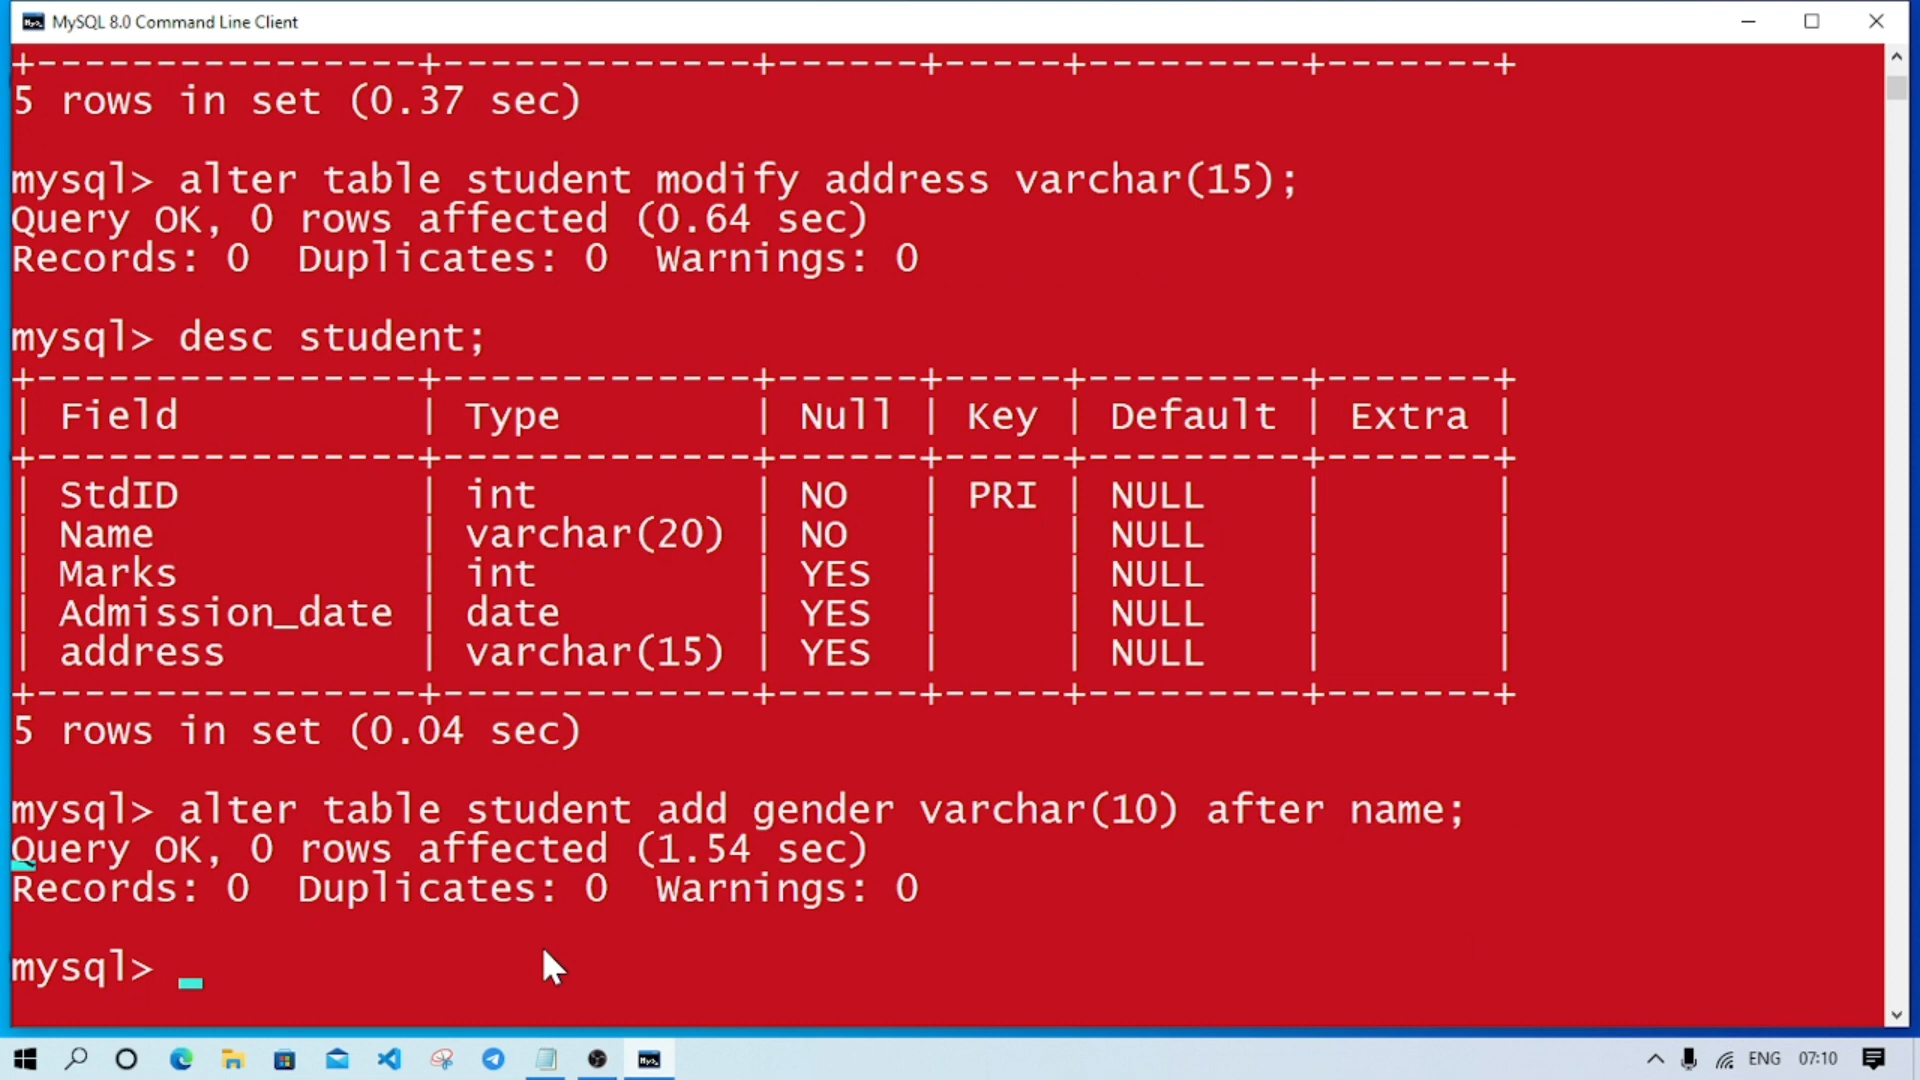 MySQL 8.0 Command Line Client
+----------------+-------------+------+-----+---------+-------+
5 rows in set (0.37 sec)
mysql> alter table student modify address varchar(15);
Query OK, 0 rows affected (0.64 sec)
Records: 0  Duplicates: 0  Warnings: 0
mysql> desc student;
+----------------+-------------+------+-----+---------+-------+
| Field          | Type        | Null | Key | Default | Extra |
+----------------+-------------+------+-----+---------+-------+
| StdID          | int         | NO   | PRI | NULL    |       |
| Name           | varchar(20) | NO   |     | NULL    |       |
| Marks          | int         | YES  |     | NULL    |       |
| Admission_date | date        | YES  |     | NULL    |       |
| address        | varchar(15) | YES  |     | NULL    |       |
+----------------+-------------+------+-----+---------+-------+
5 rows in set (0.04 sec)
mysql> alter table student add gender varchar(10) after name;
Query OK, 0 rows affected (1.54 sec)
Records: 0  Duplicates: 0  Warnings: 0
mysql>
ENG 07:10